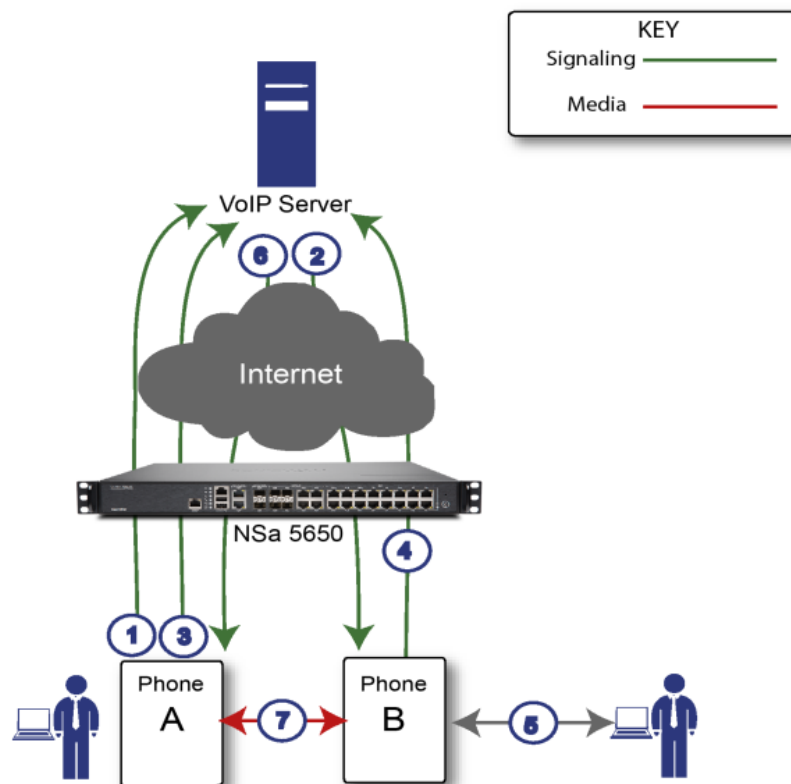 KEY
Signaling
Media
VoIP Server
6
2
Internet
NSa 5650
4
1
3
Phone
A
7
Phone
B
5